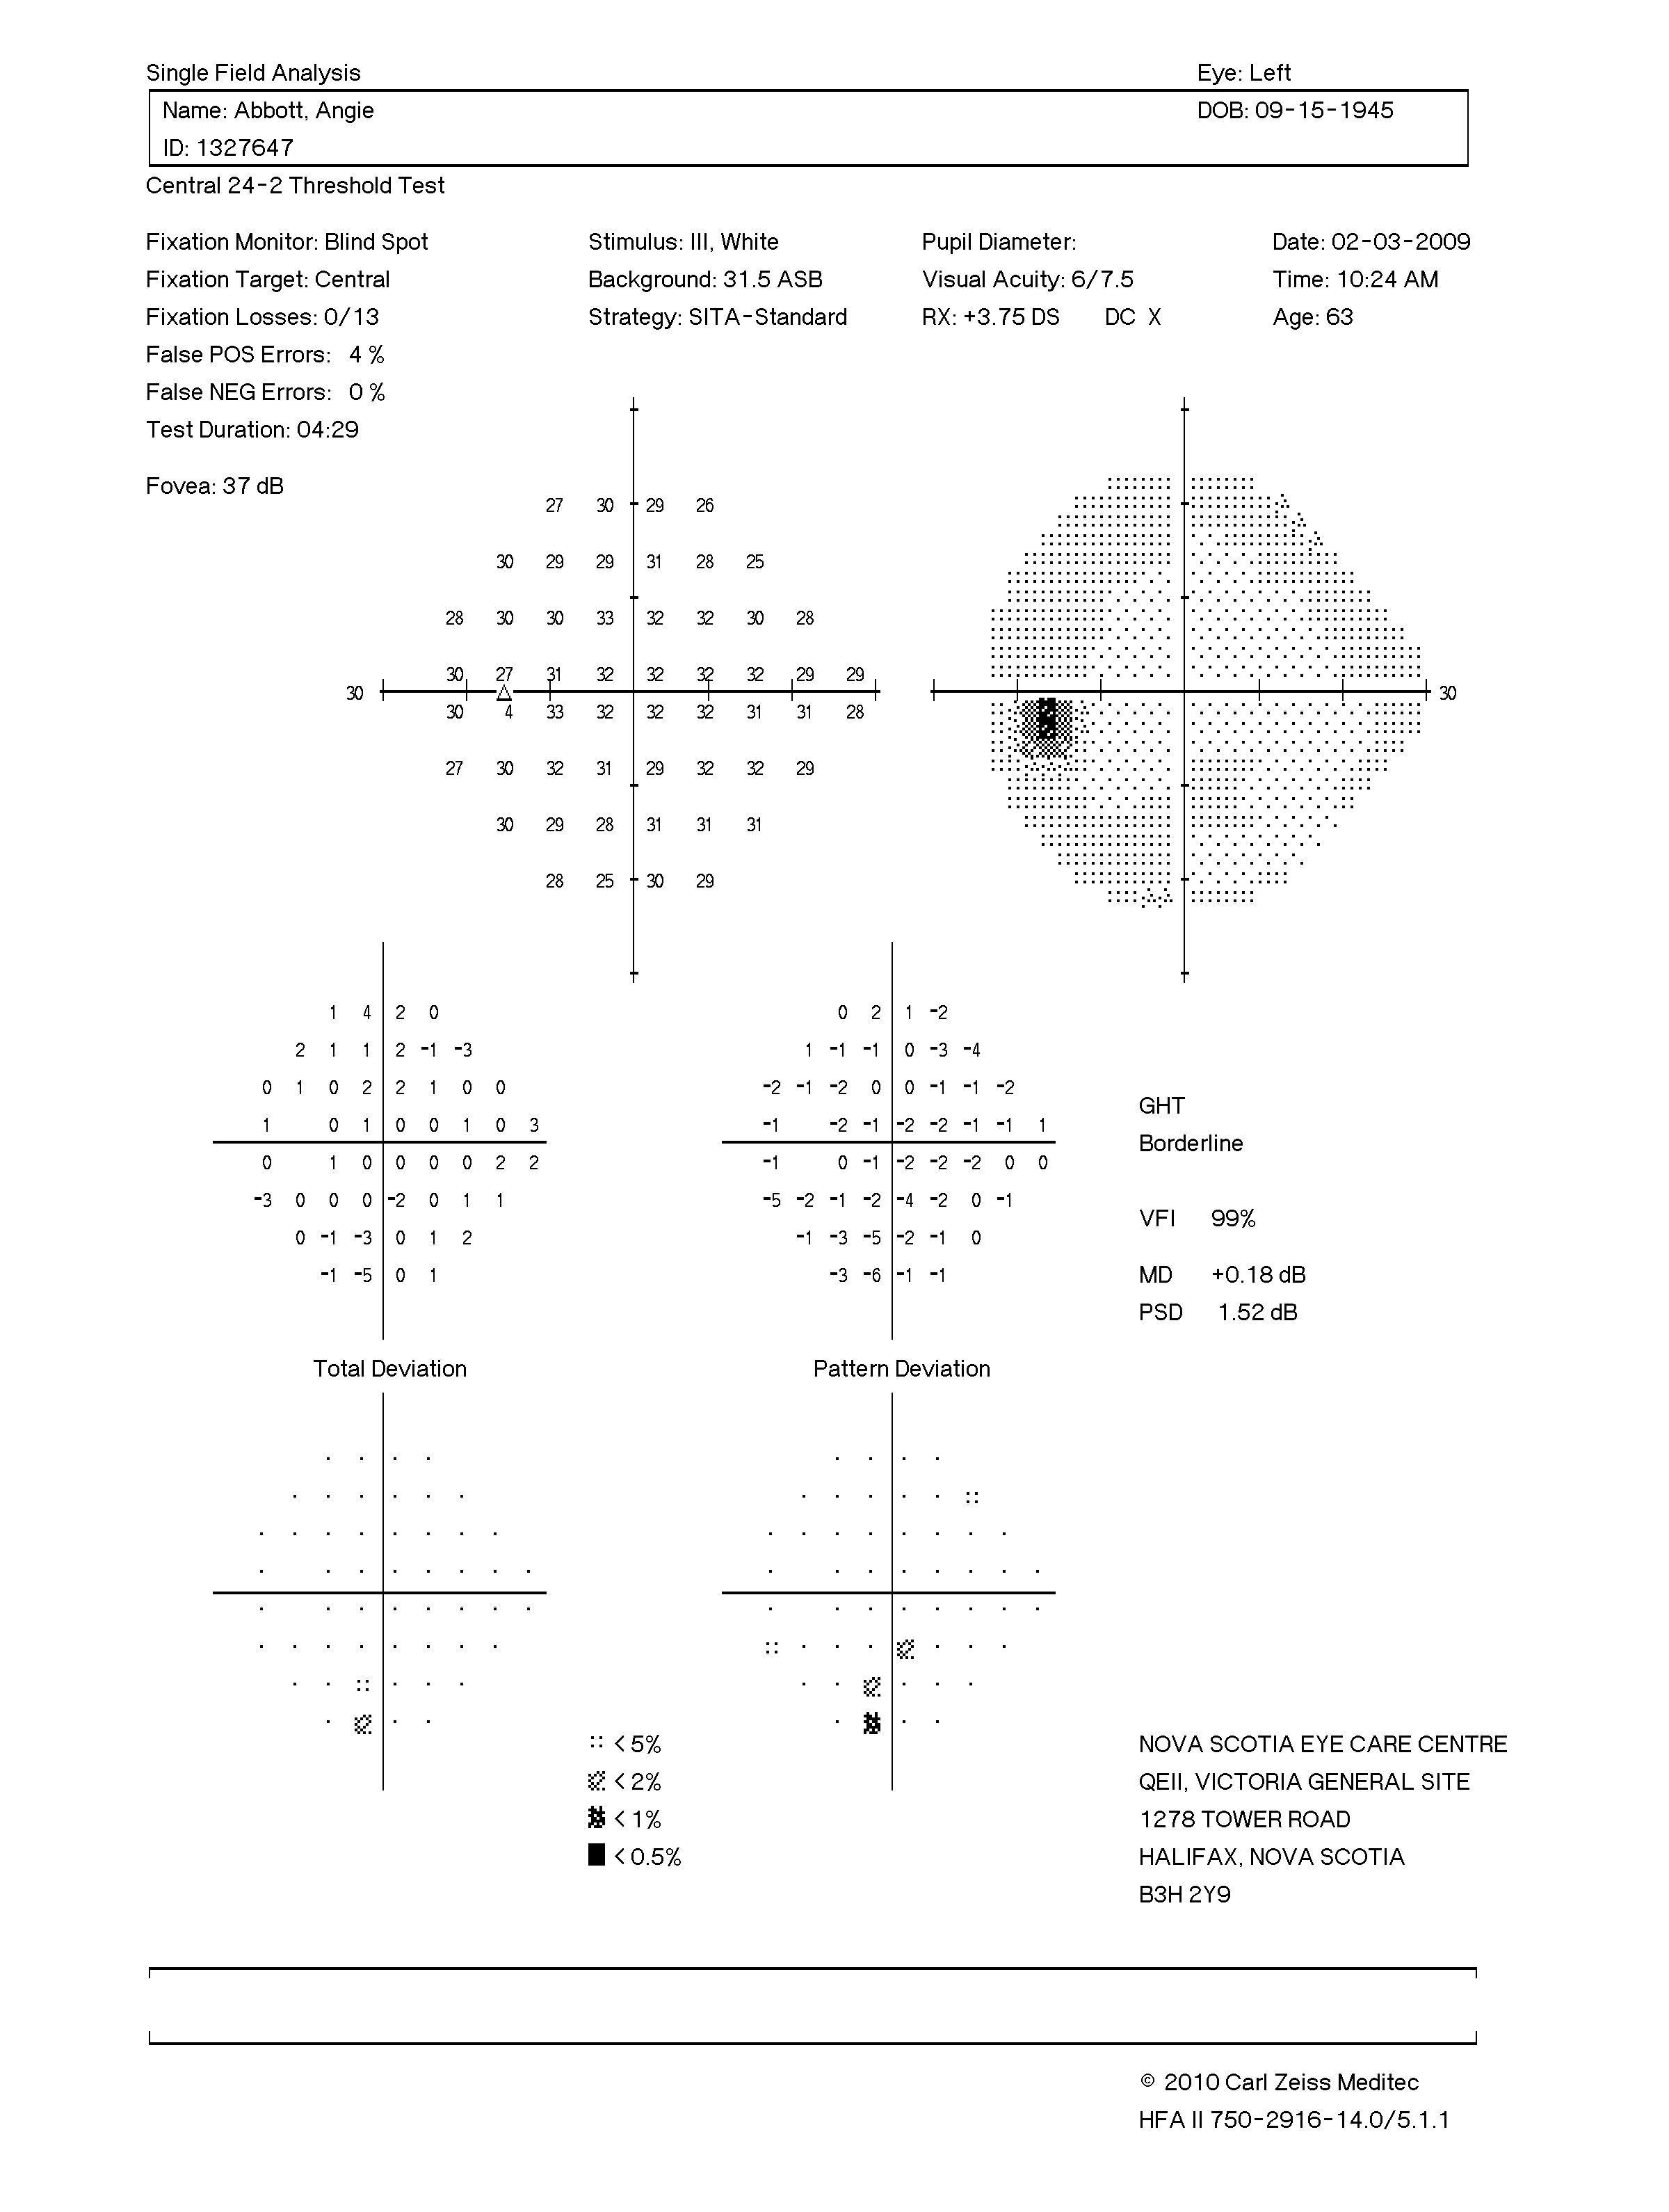 Single Field Analysis Eye: Left
Name: Abbott, Angie DOB: 09-15-1945
ID: 1327647
Central 24-2 Threshold Test
Fixation Monitor: Blind Spot Stimulus: III, White Pupil Diameter: Date: 02-03-2009
Fixation Target: Central Background: 31.5 ASB Visual Acuity: 6/7.5 Time: 10:24 AM
Fixation Losses: 0/13 Strategy: SITA-Standard RX: +3.75 DS DC X Age: 63
False POS Errors: 4 %
False NEG Errors: 0 %
Test Duration: 04:29
Fovea: 37 dB
27 30 29 26
30 29 29 31 28 25
28 30 30 33 32 32 30 28
30 27 31 32 32 32 32 29 29
30 30
30 4 33 32 32 32 31 31 28
27 30 32 31 29 32 32 29
30 29 28 31 31 31
28 25 30 29
1 4 2 0 0 2 1 -2
2 1 1 2 -1 -3 1 -1 -1 0 -3 -4
0 1 0 2 2 1 0 0 -2 -1 -2 0 0 -1 -1 -2
GHT
1 0 1 0 0 1 0 3 -1 -2 -1 -2 -2 -1 -1 1
Borderline
0 1 0 0 0 0 2 2 -1 0 -1 -2 -2 -2 0 0
-3 0 0 0 -2 0 1 1 -5 -2 -1 -2 -4 -2 0 -1
VFI 99%
0 -1 -3 0 1 2 -1 -3 -5 -2 -1 0
-1 -5 0 1 -3 -6 -1 -1 MD +0.18 dB
PSD 1.52 dB
Total Deviation Pattern Deviation
< 5% NOVA SCOTIA EYE CARE CENTRE
< 2% QEII, VICTORIA GENERAL SITE
< 1% 1278 TOWER ROAD
< 0.5% HALIFAX, NOVA SCOTIA
B3H 2Y9
© 2010 Carl Zeiss Meditec
HFA II 750-2916-14.0/5.1.1